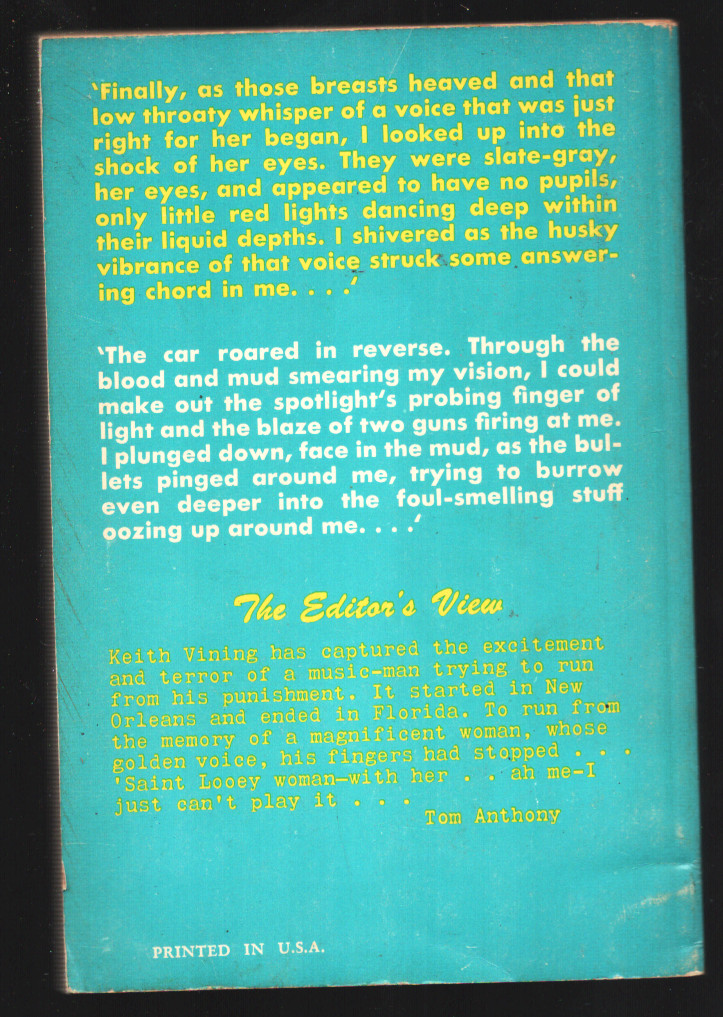 'Finally, as those breasts heaved and that
low throaty whisper of a voice that was just
right for her began, I looked up into the
shock of her eyes. They were slate-gray,
her eyes, and appeared to have no pupils,
only little red lights dancing deep within
their liquid depths. I shivered as the husky
vibrance of that voice struck some answer-
ing chord in me. . . .'
'The car roared in reverse. Through the
blood and mud smearing my vision, I could
make out the spotlight's probing finger of
light and the blaze of two guns firing at me.
I plunged down, face in the mud, as the bul-
lets pinged around me, trying to burrow
even deeper into the foul-smelling stuff
oozing up around me. . . .'
The Editor's View
Keith Vining has captured the excitement
and terror of a music-man trying to run
from his punishment. It started in New
Orleans and ended in Florida. To run from
the memory of a magnificent woman, whose
golden voice, his fingers had stopped . . .
'Saint Looey woman—with her . . ah me—I
just can't play it . . .
Tom Anthony
PRINTED IN U.S.A.